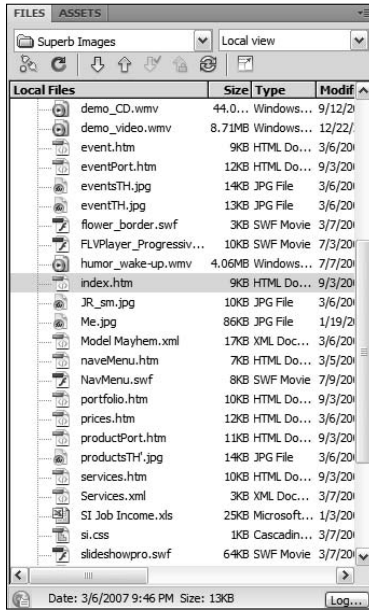 FILES ASSETS
Superb Images Local view
Local Files Size Type Modif
demo_CD.wmv 44.0... Windows... 9/12/2
demo_video.wmv 8.71MB Windows... 12/22/
event.htm 9KB HTML Do... 3/6/20
eventPort.htm 12KB HTML Do... 9/3/20
eventsTH.jpg 14KB JPG File 3/6/20
eventTH.jpg 13KB JPG File 3/6/20
flower_border.swf 3KB SWF Movie 3/7/20
FLVPlayer_Progressiv... 10KB SWF Movie 7/3/20
humor_wake-up.wmv 4.06MB Windows... 7/7/20
index.htm 9KB HTML Do... 9/3/20
JR_sm.jpg 10KB JPG File 3/6/20
Me.jpg 86KB JPG File 1/19/2
Model Mayhem.xml 17KB XML Doc... 3/6/20
naveMenu.htm 7KB HTML Do... 3/5/20
NavMenu.swf 8KB SWF Movie 7/9/20
portfolio.htm 10KB HTML Do... 9/3/20
prices.htm 12KB HTML Do... 3/6/20
productPort.htm 11KB HTML Do... 9/3/20
productsTH'.jpg 14KB JPG File 3/7/20
services.htm 10KB HTML Do... 9/3/20
Services.xml 3KB XML Doc... 3/7/20
SI Job Income.xls 25KB Microsoft... 1/3/20
si.css 1KB Cascadin... 3/7/20
slideshowpro.swf 64KB SWF Movie 3/7/20
Date: 3/6/2007 9:46 PM Size: 13KB Log...